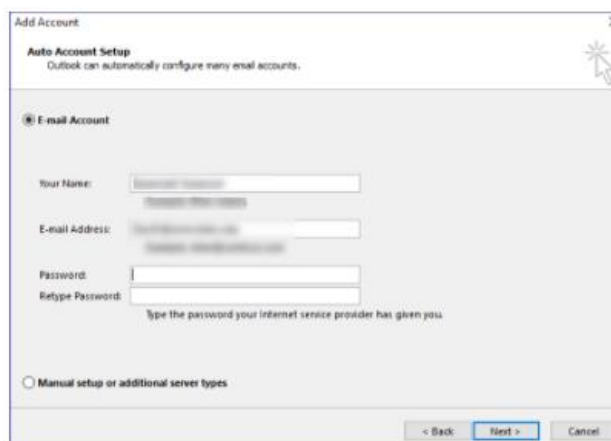 Add Account
Auto Account Setup
Outlook can automatically configure many email accounts.
E-mail Account
Your Name:
E-mail Address:
Password:
Retype Password:
Type the password your Internet service provider has given you.
Manual setup or additional server types
< Back Next > Cancel